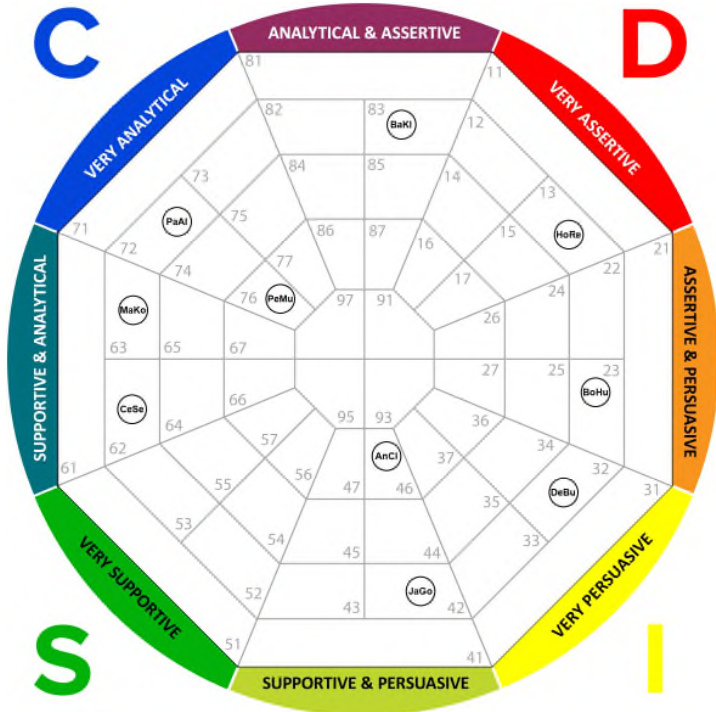 C
ANALYTICAL & ASSERTIVE
D
VERY ANALYTICAL
VERY ASSERTIVE
81
11
82
83
BaKl
12
84
85
14
73
13
PaAl
75
15
HoRe
71
72
86
87
16
21
74
77
17
22
76
PeMu
97
91
24
MaKo
26
63
65
67
27
25
23
BoHu
SUPPORTIVE & ANALYTICAL
ASSERTIVE & PERSUASIVE
CeSe
66
64
95
93
36
62
57
AnCl
37
34
61
32
31
55
56
47
46
35
DeBu
53
33
54
45
44
52
43
JaGo
42
51
41
VERY SUPPORTIVE
VERY PERSUASIVE
S
SUPPORTIVE & PERSUASIVE
I